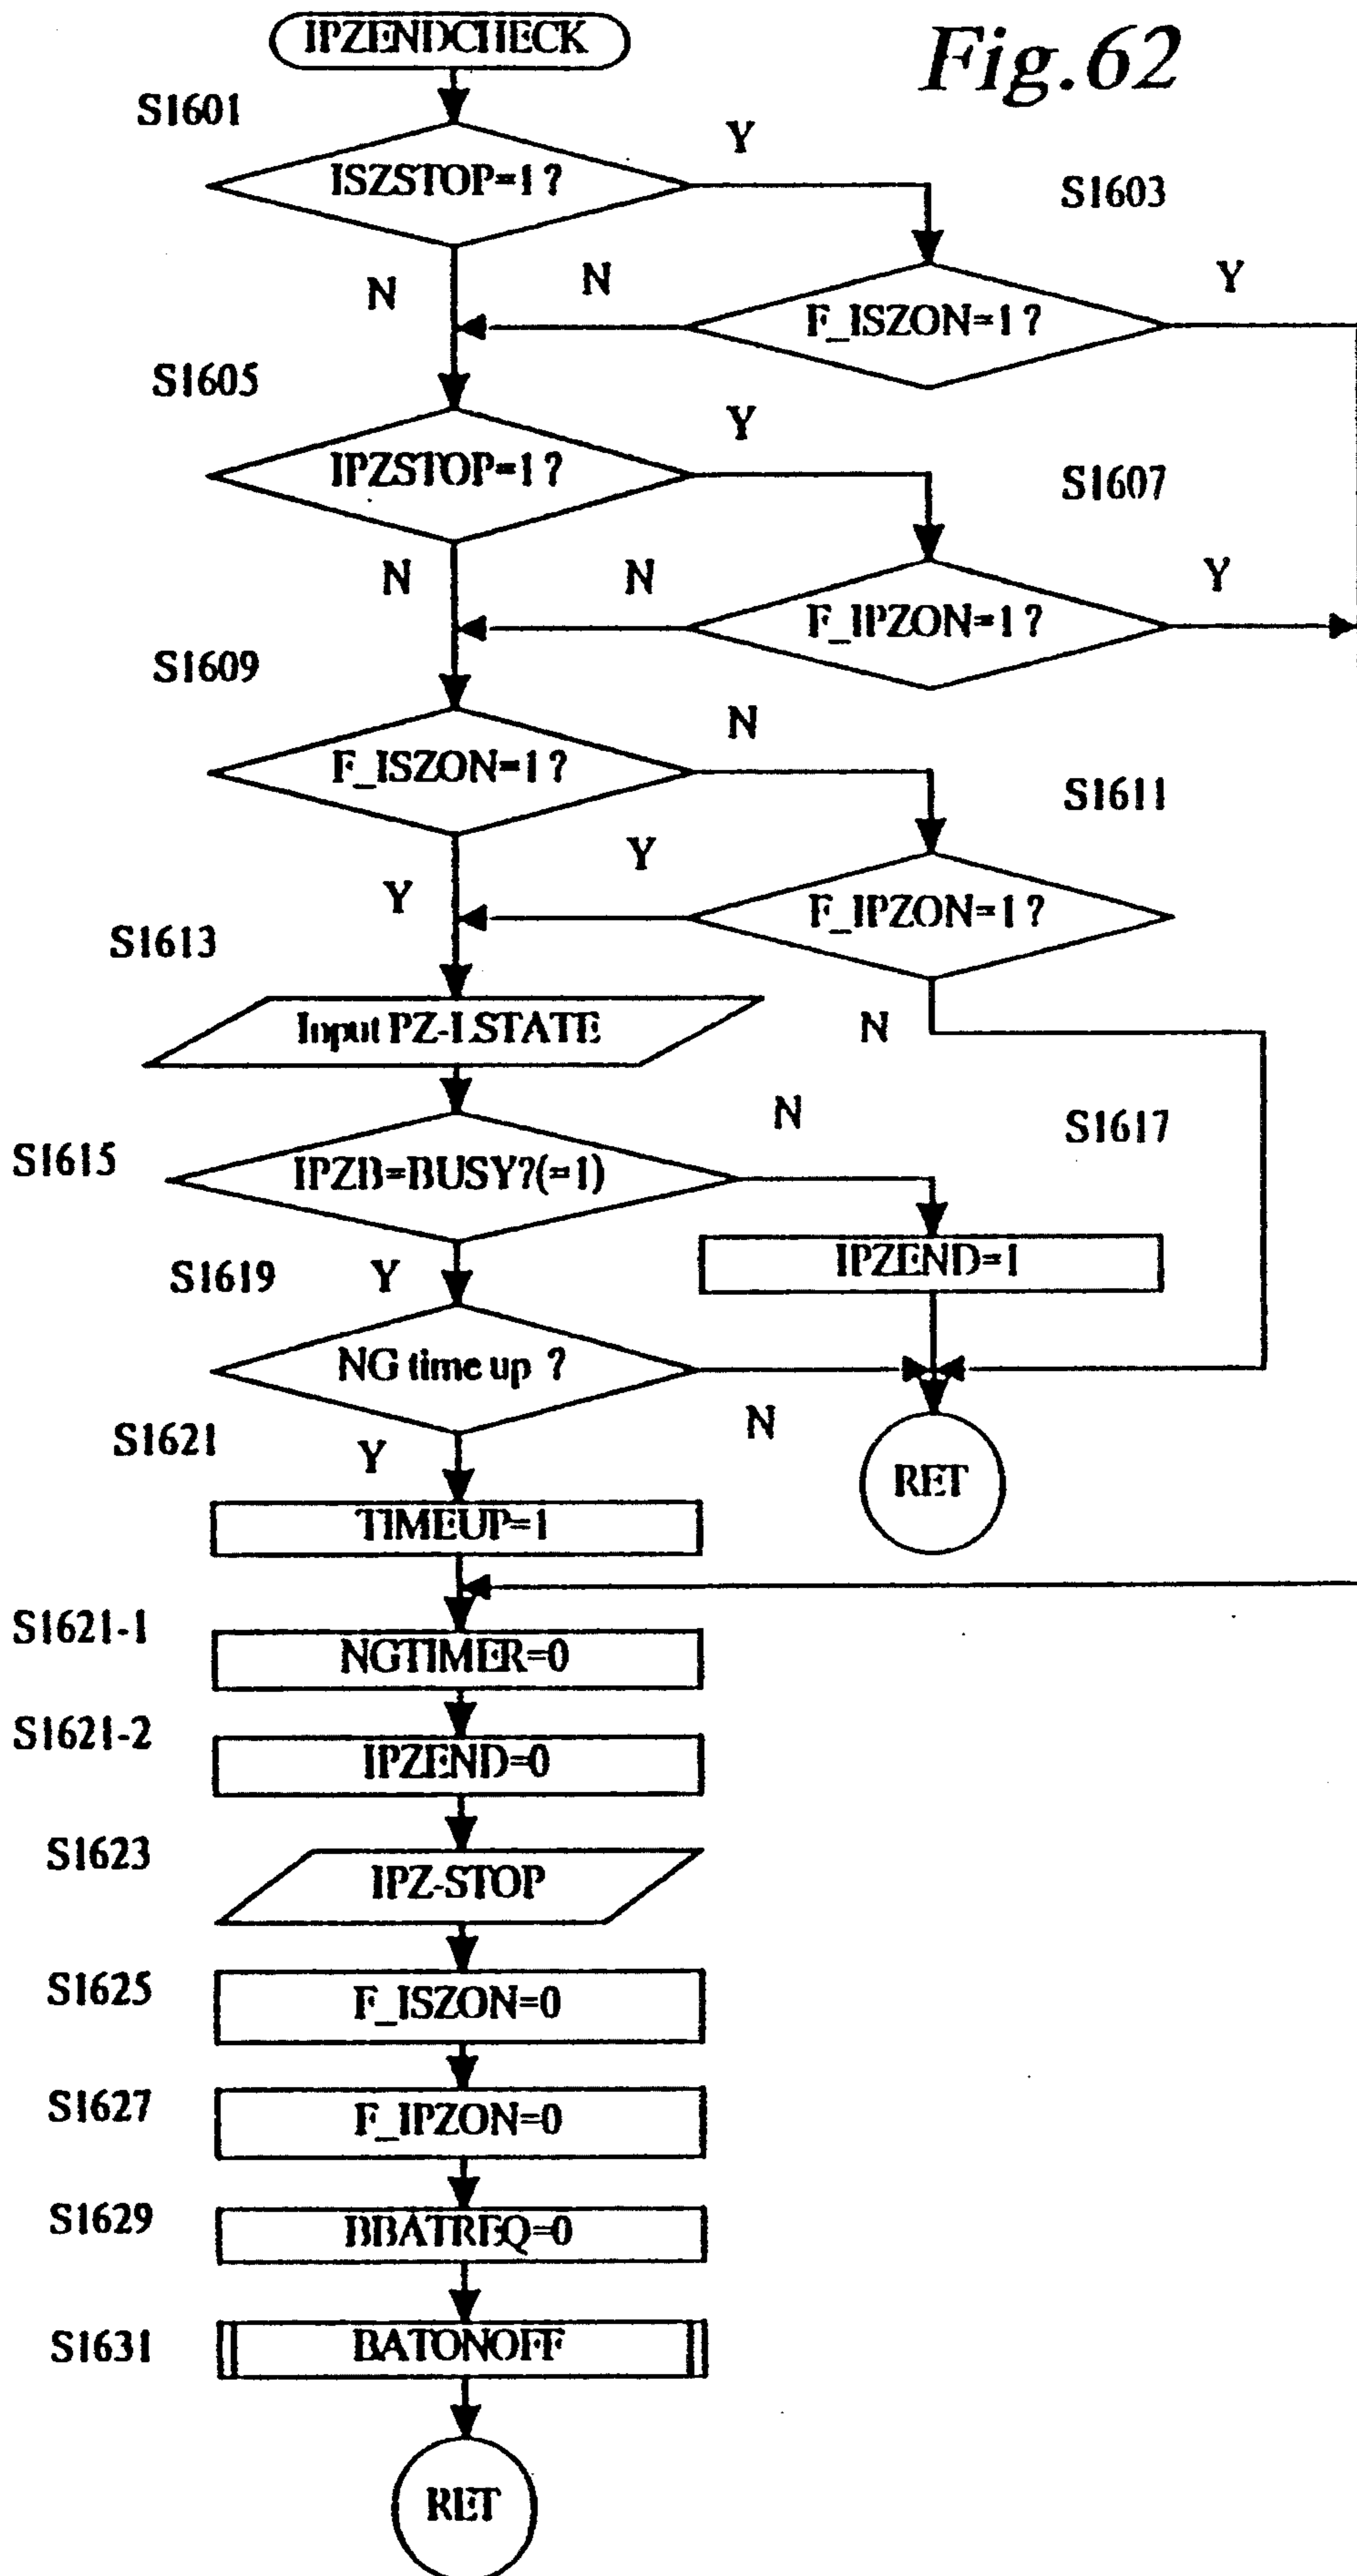 Fig.62
IPZENDCHECK
S1601
ISZSTOP=1?
Y
N
S1603
F_ISZON=1?
N
Y
S1605
IPZSTOP=1?
Y
N
S1607
F_IPZON=1?
N
Y
S1609
F_ISZON=1?
N
Y
S1611
F_IPZON=1?
Y
N
S1613
Input PZ-LSTATE
S1615
IPZB=BUSY?(=1)
N
Y
S1617
IPZEND=1
S1619
NG time up ?
N
Y
RET
S1621
TIMEUP=1
S1621-1
NGTIMER=0
S1621-2
IPZEND=0
S1623
IPZ-STOP
S1625
F_ISZON=0
S1627
F_IPZON=0
S1629
BBATREQ=0
S1631
BATONOFF
RET